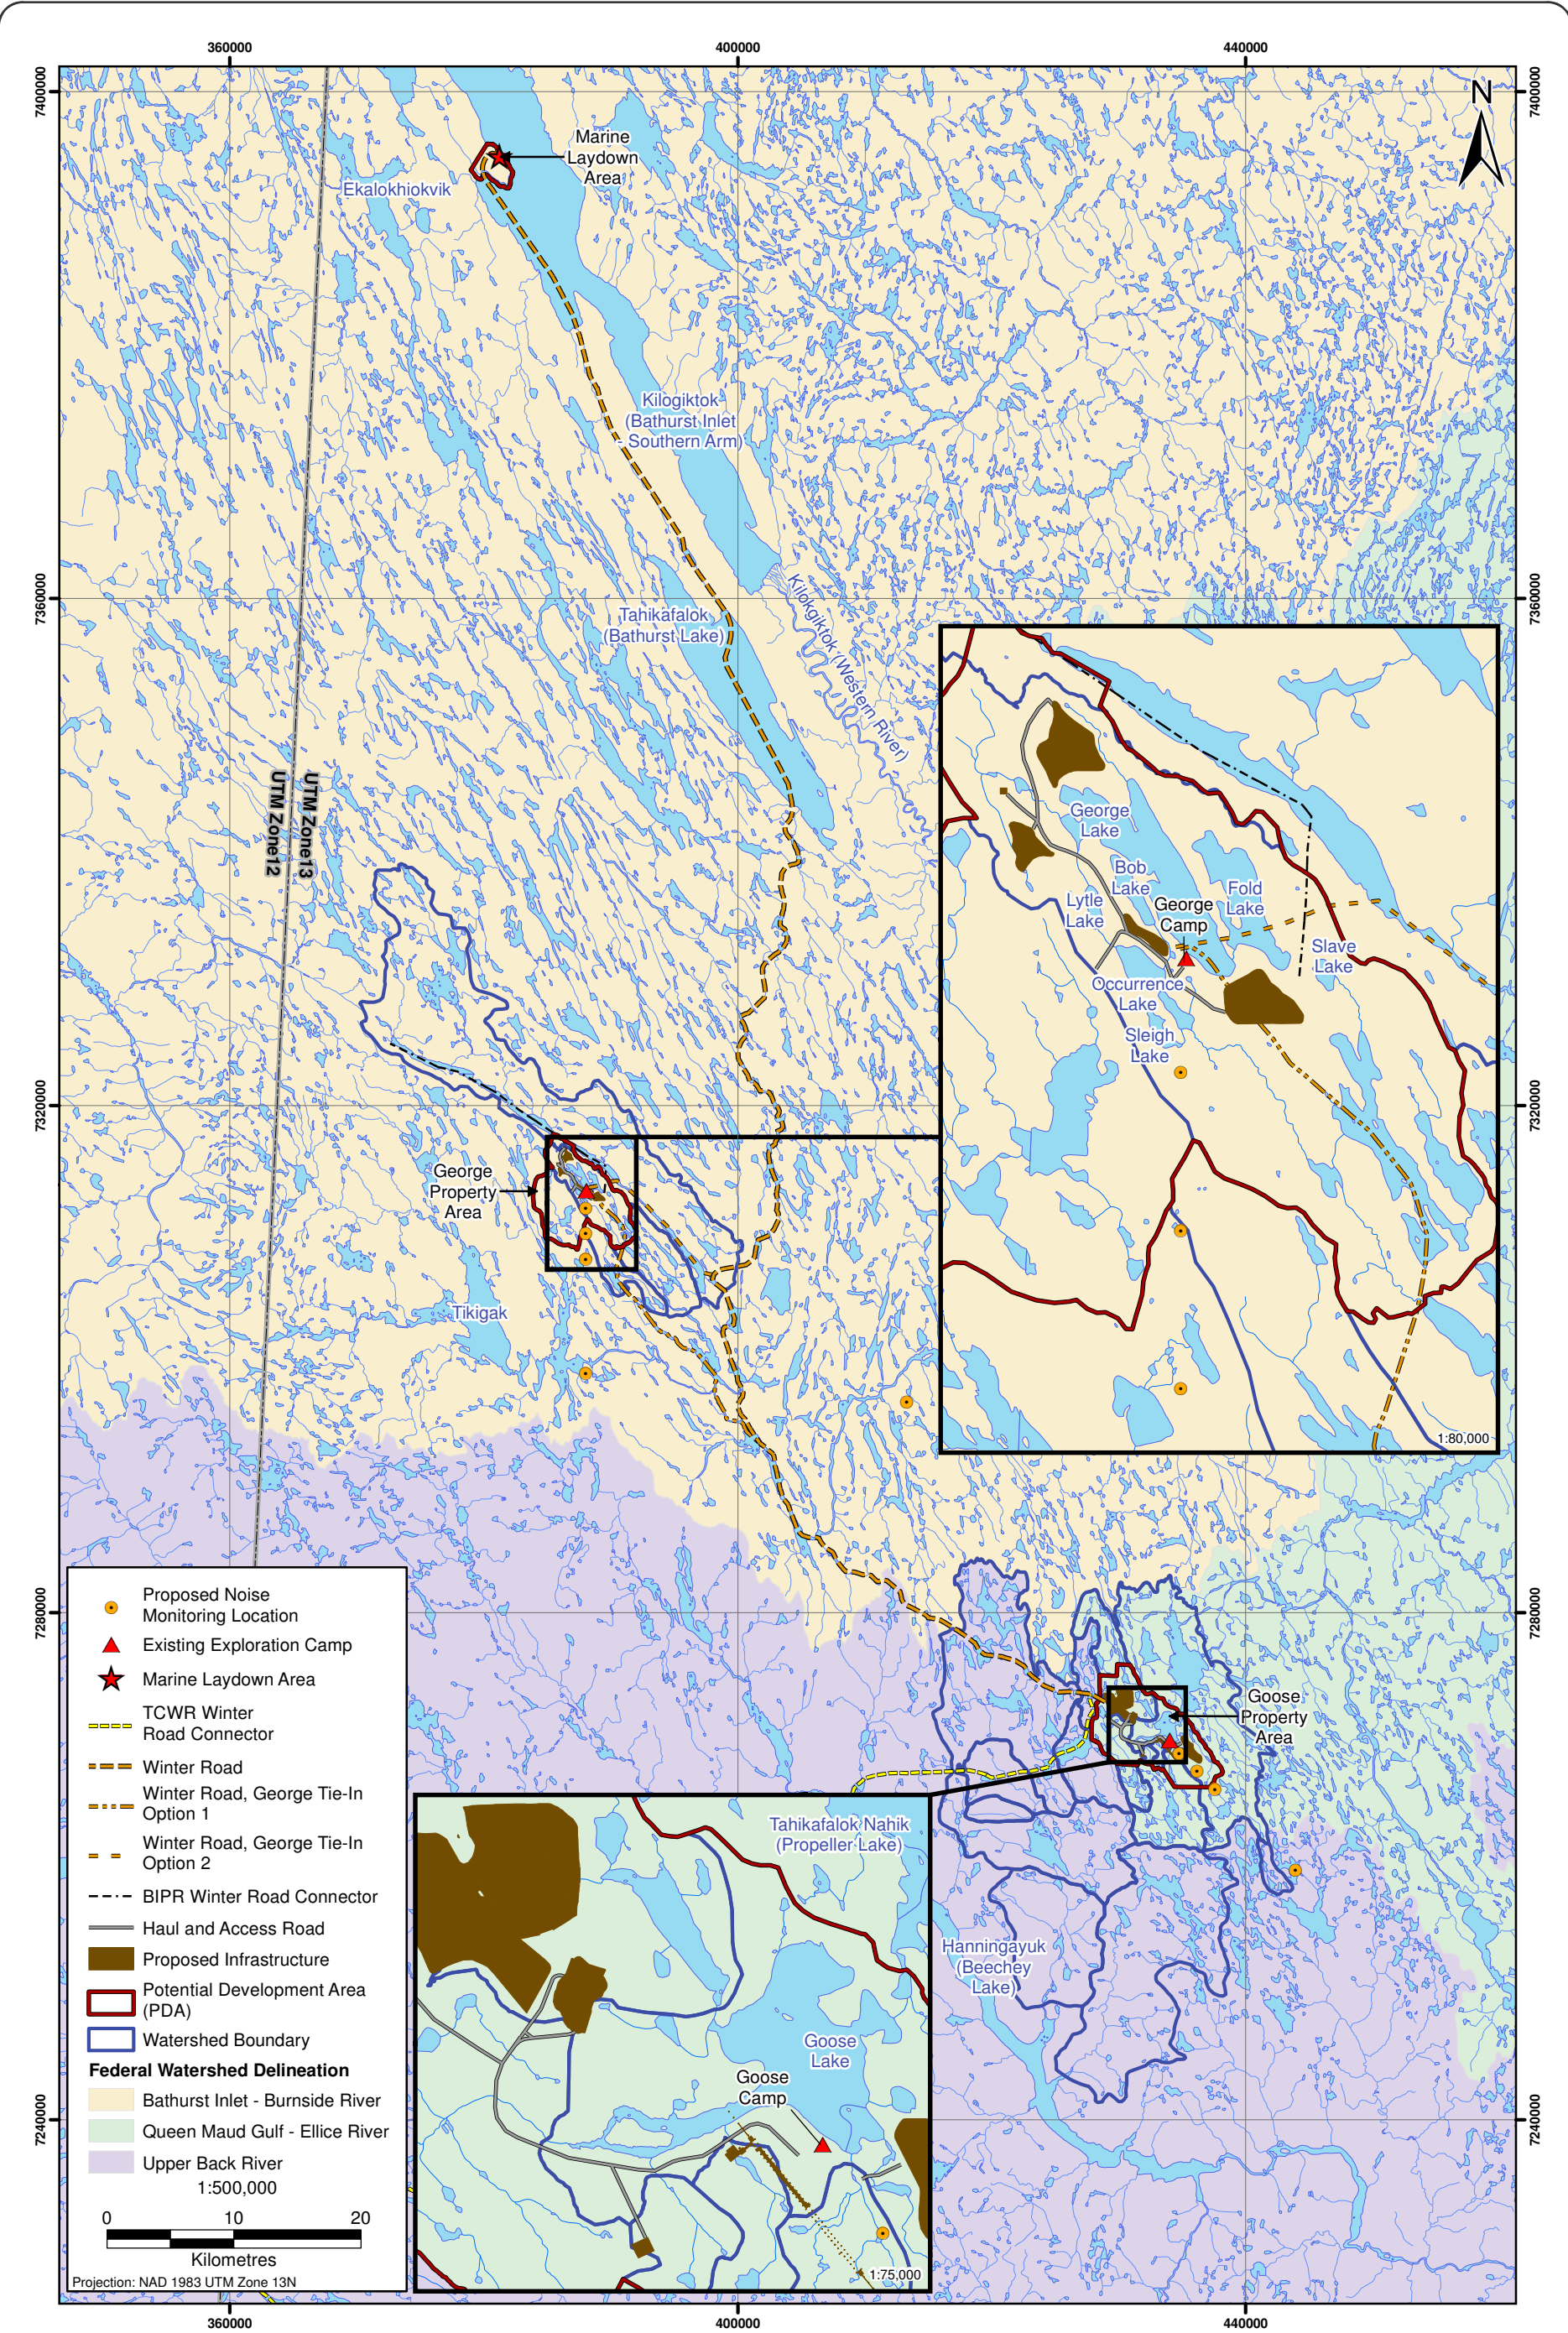 360000
400000
440000
7400000
7400000
N
Marine
Laydown
Area
Ekalokhiokvik
Kilogiktok
(Bathurst Inlet
- Southern Arm)
7360000
7360000
Kilokgiktok (Western River)
Tahikafalok
(Bathurst Lake)
UTM Zone12
UTM Zone13
George
Lake
Bob
Lake
Lytle
Lake
George
Camp
Fold
Lake
Slave
Lake
Occurrence
Lake
Sleigh
Lake
1:80,000
7320000
7320000
George
Property
Area
Tikigak
7280000
7280000
Goose
Property
Area
Hanningayuk
(Beechey
Lake)
Tahikafalok Nahik
(Propeller Lake)
Goose
Lake
Goose
Camp
1:75,000
Proposed Noise
Monitoring Location
Existing Exploration Camp
Marine Laydown Area
TCWR Winter
Road Connector
Winter Road
Winter Road, George Tie-In
Option 1
Winter Road, George Tie-In
Option 2
BIPR Winter Road Connector
Haul and Access Road
Proposed Infrastructure
Potential Development Area
(PDA)
Watershed Boundary
Federal Watershed Delineation
Bathurst Inlet - Burnside River
Queen Maud Gulf - Ellice River
Upper Back River
1:500,000
0 10 20
Kilometres
Projection: NAD 1983 UTM Zone 13N
7240000
7240000
360000
400000
440000